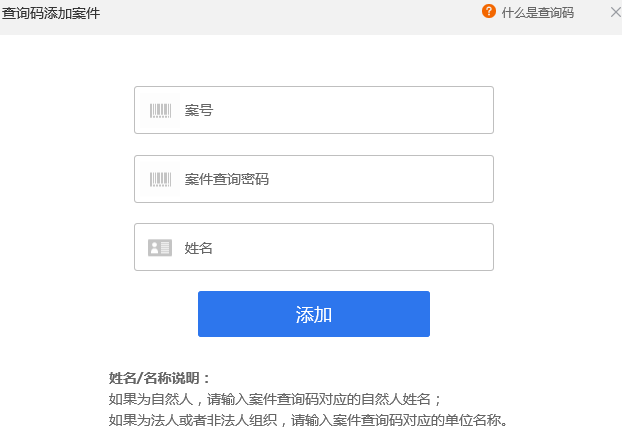 查询码添加案件
? 什么是查询码
案号
案件查询密码
姓名
添加
姓名/名称说明：
如果为自然人，请输入案件查询码对应的自然人姓名；
如果为法人或者非法人组织，请输入案件查询码对应的单位名称。